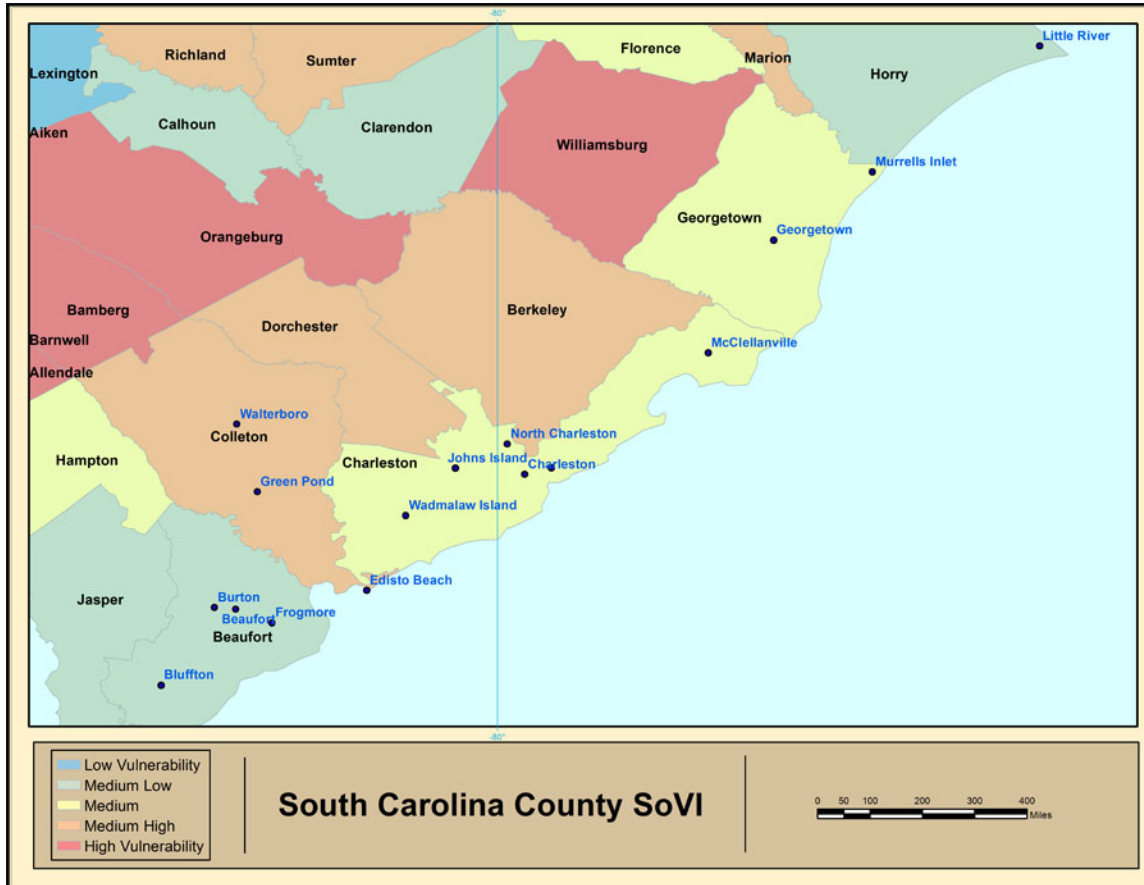 -80°
Little River
Richland
Sumter
Florence
Marion
Horry
Lexington
Calhoun
Clarendon
Aiken
Williamsburg
Murrells Inlet
Georgetown
Georgetown
Orangeburg
Bamberg
Dorchester
Berkeley
Barnwell
McClellanville
Allendale
Walterboro
Colleton
North Charleston
Hampton
Charleston
Johns Island
Charleston
Green Pond
Wadmalaw Island
Edisto Beach
Jasper
Burton
Beaufort
Frogmore
Beaufort
Bluffton
-80°
Low Vulnerability
Medium Low
Medium
Medium High
High Vulnerability
South Carolina County SoVI
0 50 100 200 300 400
Miles